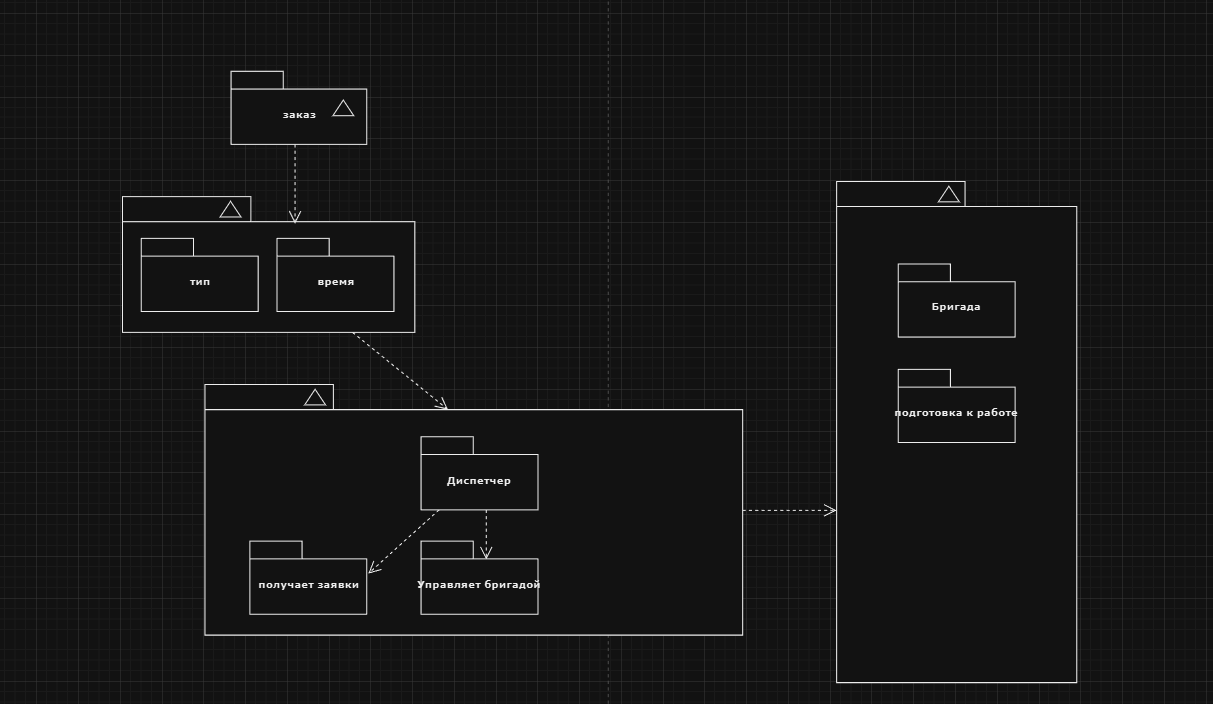 заказ
тип
время
Диспетчер
получает заявки
Управляет бригадой
Бригада
подготовка к работе